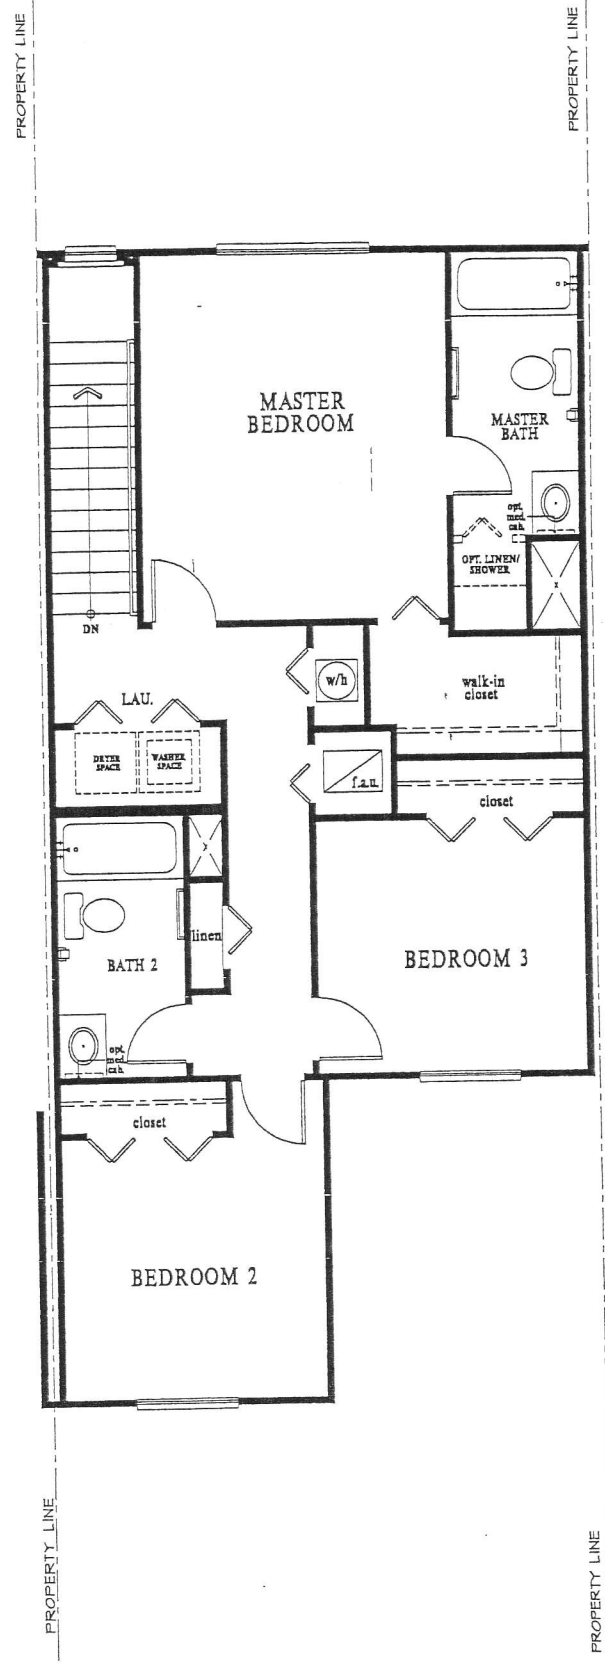 PROPERTY LINE
PROPERTY LINE
MASTER
BEDROOM
MASTER
BATH
opt.
med.
cab.
OPT. LINEN/
SHOWER
DN
w/h
walk-in
closet
LAU.
DRYER
SPACE
WASHER
SPACE
f.a.u.
closet
linen
BATH 2
BEDROOM 3
opt.
med.
cab.
closet
BEDROOM 2
PROPERTY LINE
PROPERTY LINE